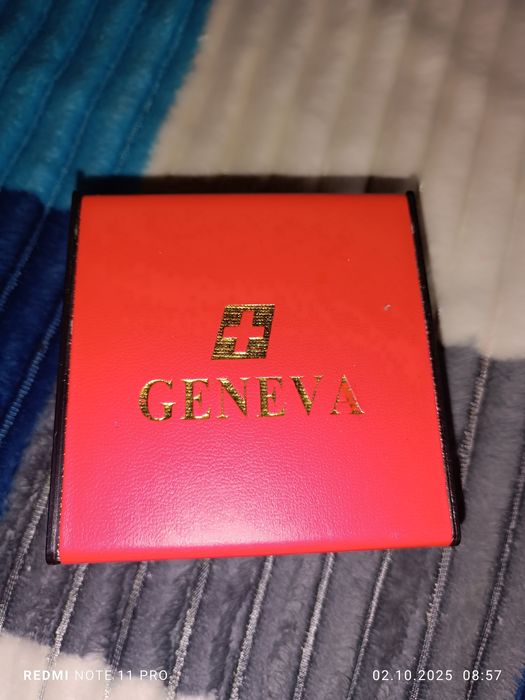 GENEVA
REDMI NOTE 11 PRO
02.10.2025 08:57